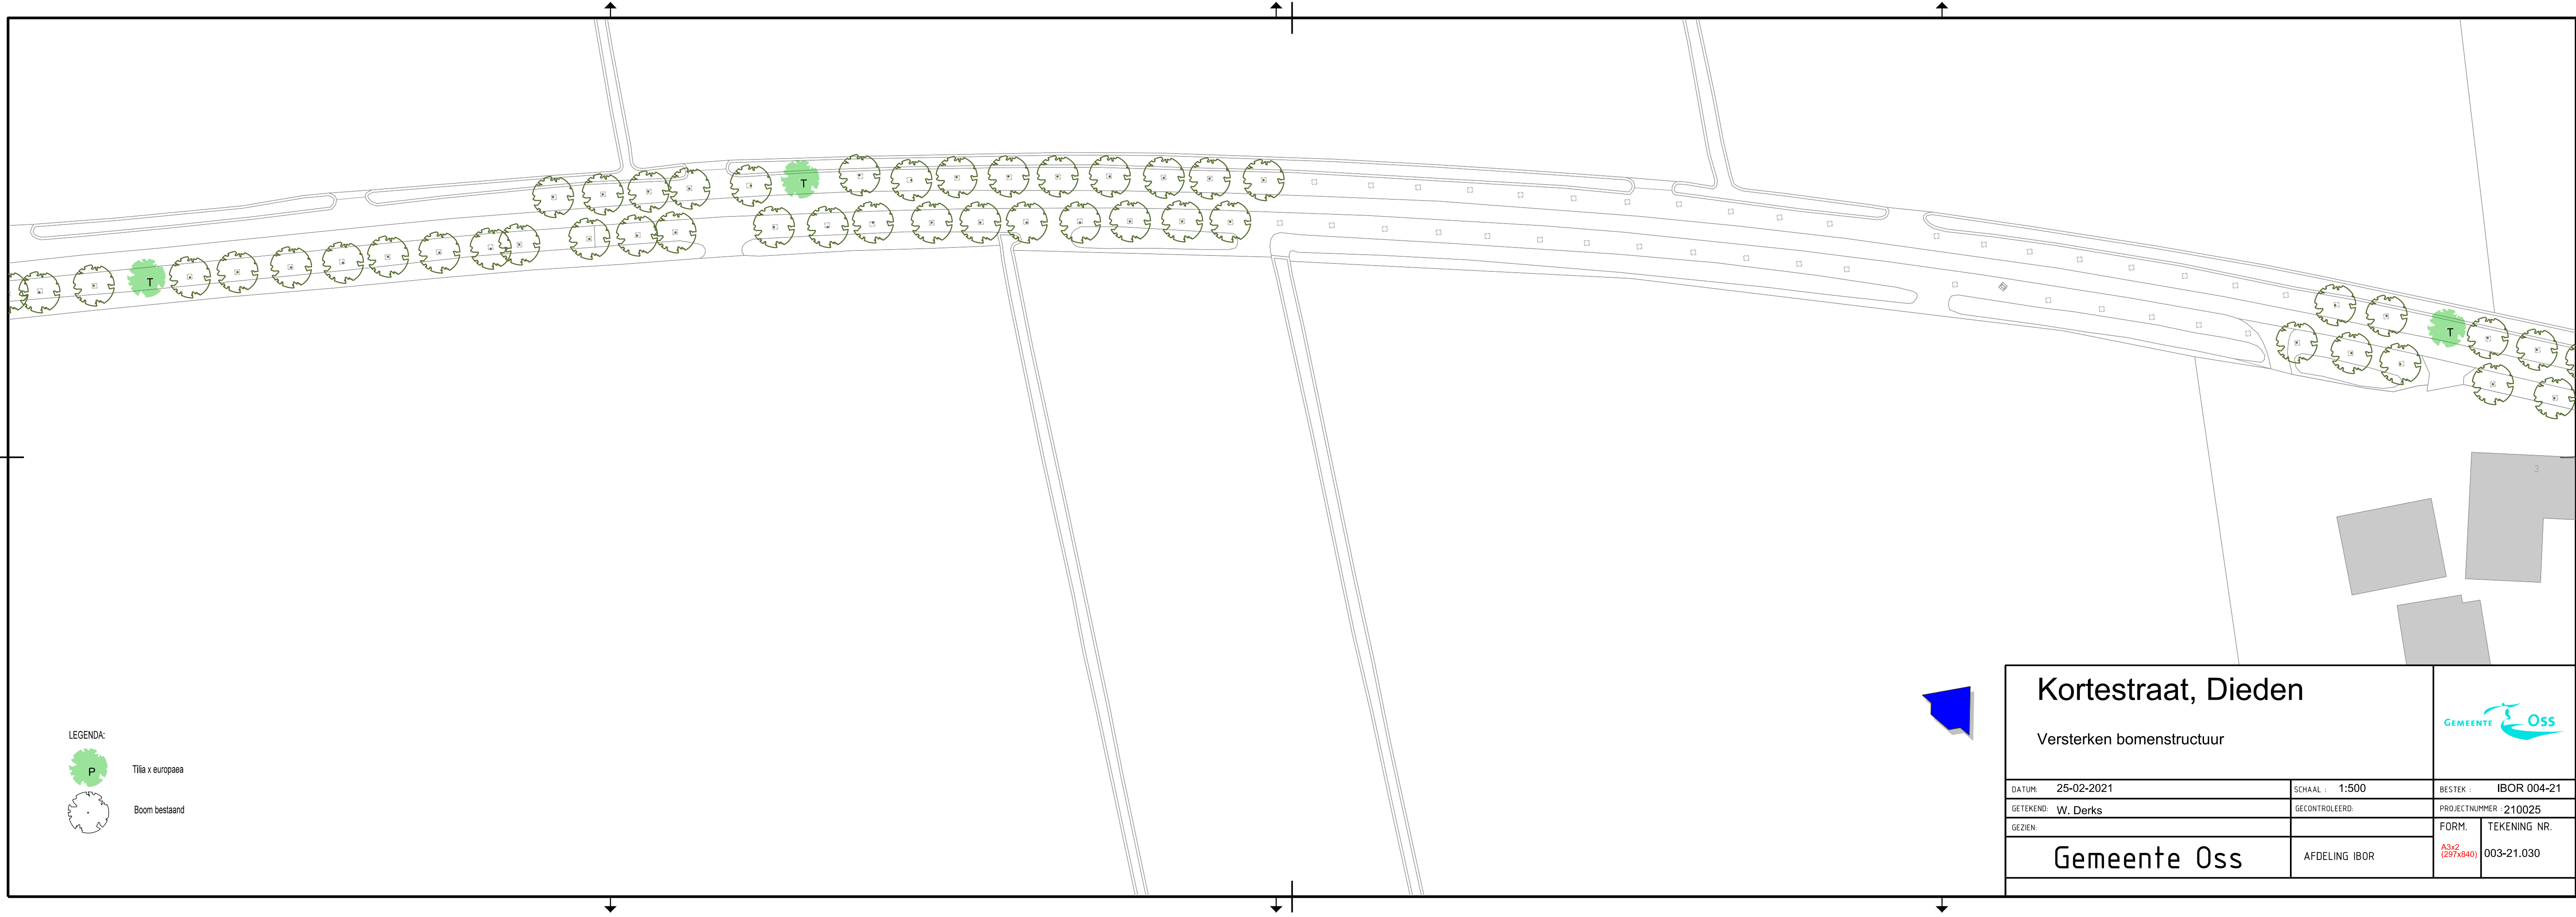 T
T
T
3
LEGENDA:
P Tilia x europaea
Boom bestaand
Kortestraat, Dieden
Versterken bomenstructuur
GEMEENTE Oss
DATUM: 25-02-2021 SCHAAL : 1:500 BESTEK : IBOR 004-21
GETEKEND: W. Derks GECONTROLEERD: PROJECTNUMMER : 210025
GEZIEN: FORM. TEKENING NR.
Gemeente Oss AFDELING IBOR A3x2 003-21.030
(297x840)